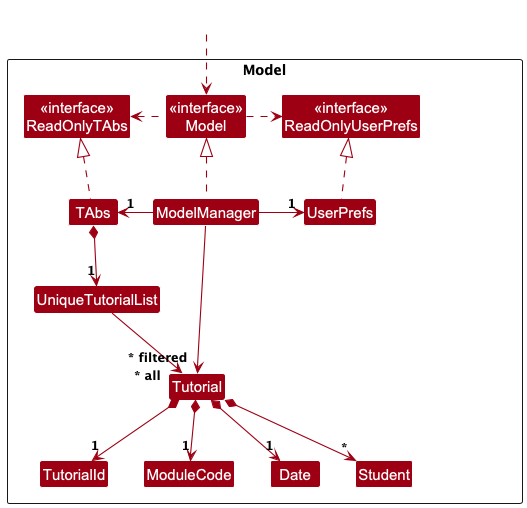 Model
«interface»
ReadOnlyTAbs
«interface»
Model
«interface»
ReadOnlyUserPrefs
TAbs
1
ModelManager
1
UserPrefs
1
UniqueTutorialList
* filtered
* all
Tutorial
1
1
1
*
TutorialId
ModuleCode
Date
Student